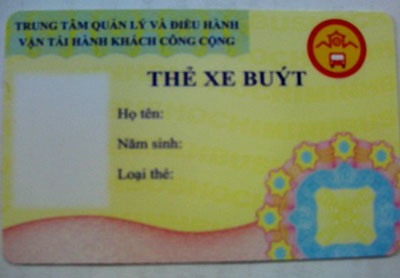 TRUNG TÂM QUẢN LÝ VÀ ĐIỀU HÀNH
VẬN TẢI HÀNH KHÁCH CÔNG CỘNG
THẺ XE BUÝT
Họ tên:
Năm sinh:
Loại thẻ: